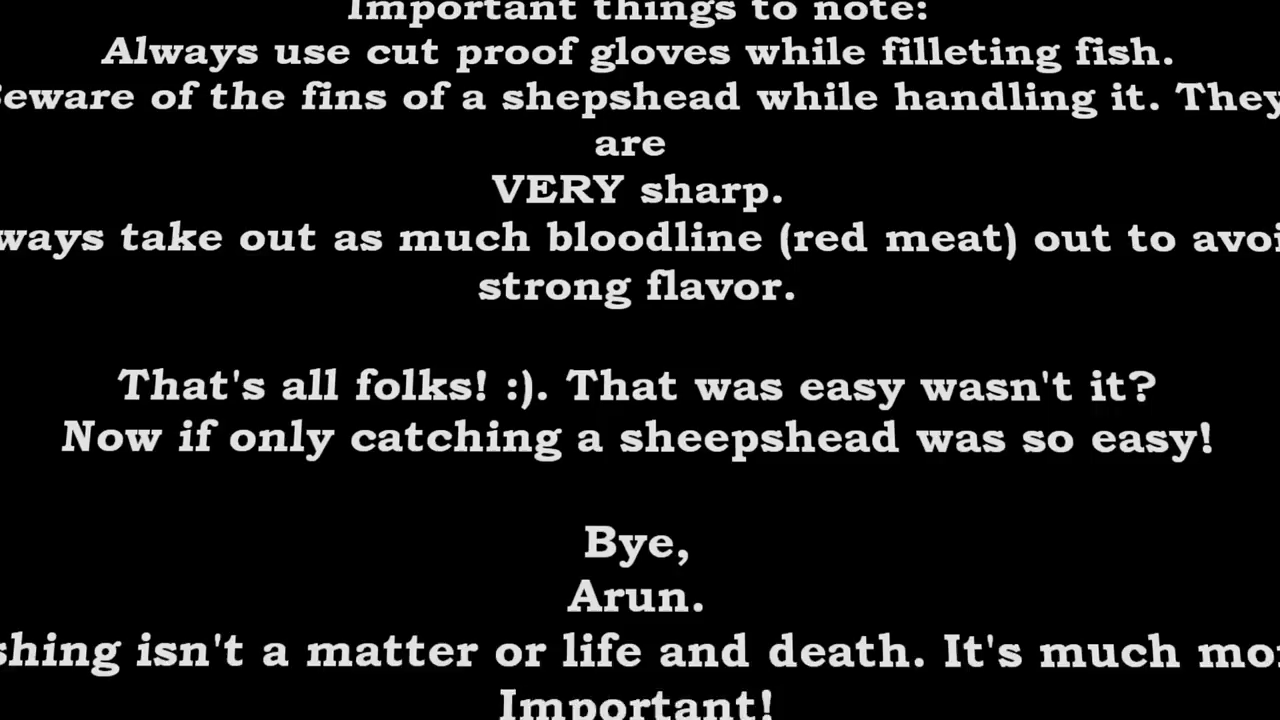 Important things to note:
Always use cut proof gloves while filleting fish.
Beware of the fins of a shepshead while handling it. They
are
VERY sharp.
ways take out as much bloodline (red meat) out to avoi
strong flavor.
That's all folks! :). That was easy wasn't it?
Now if only catching a sheepshead was so easy!
Bye,
Arun.
shing isn't a matter or life and death. It's much mor
Important!